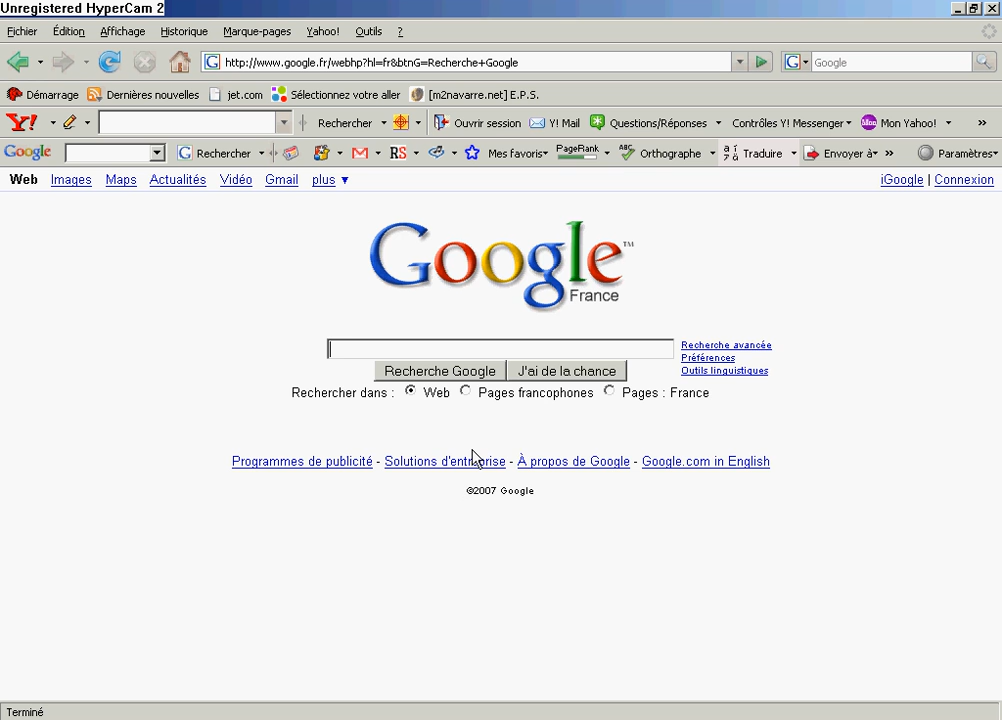 Unregistered HyperCam 2
Fichier Édition Affichage Historique Marque-pages Yahoo! Outils ?
http://www.google.fr/webhp?hl=fr&btnG=Recherche+Google Google
Démarrage Dernières nouvelles jet.com Sélectionnez votre aller [m2navarre.net] E.P.S.
Y! Rechercher Ouvrir session Y! Mail Questions/Réponses Contrôles Y! Messenger Mon Yahoo! »
Google Rechercher RS Mes favoris PageRank Orthographe Traduire Envoyer à » Paramètres
Web Images Maps Actualités Vidéo Gmail plus ▼ iGoogle | Connexion
Google™
France
Recherche avancée
Préférences
Outils linguistiques
Recherche Google J'ai de la chance
Rechercher dans : Web Pages francophones Pages : France
Programmes de publicité - Solutions d'entreprise - À propos de Google - Google.com in English
©2007 Google
Terminé